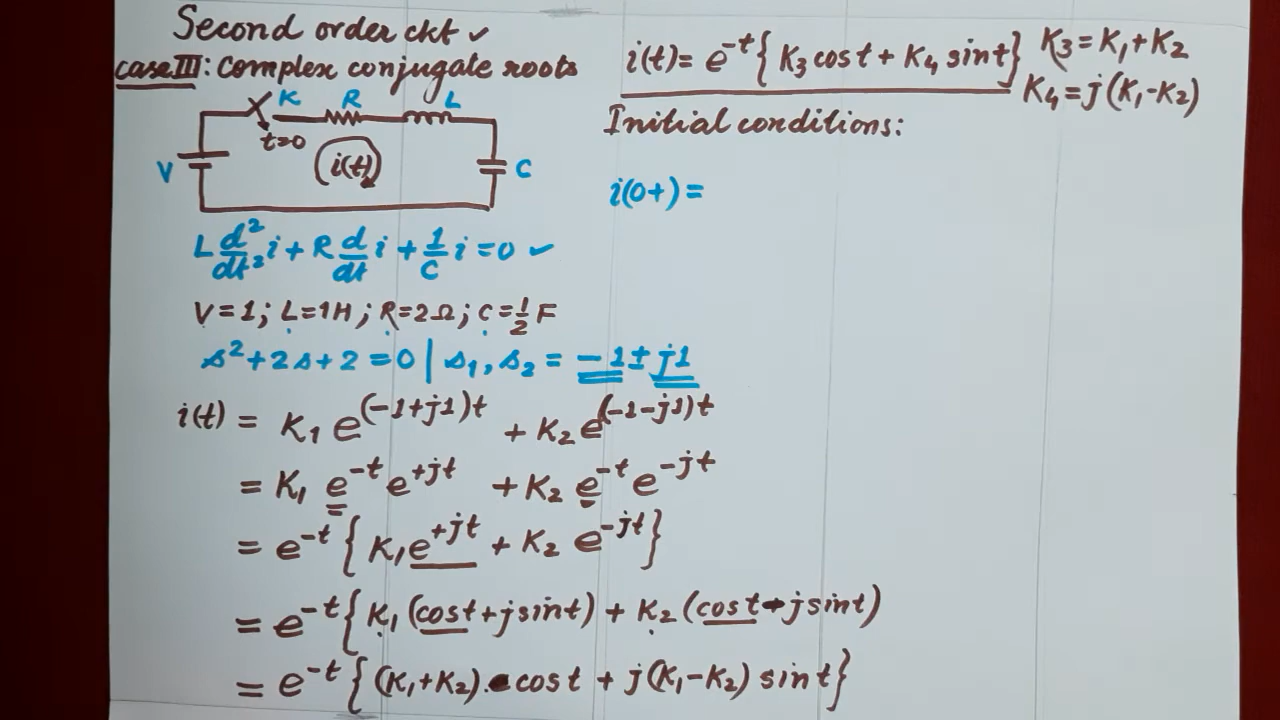 Second order ckt ✓
case III: Complex conjugate roots
K R L
t=0
V i(t) C
L d²/dt² i + R d/dt i + 1/C i = 0 ✓
V=1; L=1H; R=2Ω; C=1/2 F
s²+2s+2=0 | s₁, s₂ = -1±j1
i(t) = K₁ e^(-1+j1)t + K₂ e^(-1-j1)t
= K₁ e^-t e^+jt + K₂ e^-t e^-jt
= e^-t { K₁ e^+jt + K₂ e^-jt }
= e^-t { K₁ (cost+jsint) + K₂ (cost-jsint)
= e^-t { (K₁+K₂) cost + j(K₁-K₂) sint }
i(t) = e^-t { K₃ cost + K₄ sint } K₃=K₁+K₂
K₄=j(K₁-K₂)
Initial conditions:
i(0+) =